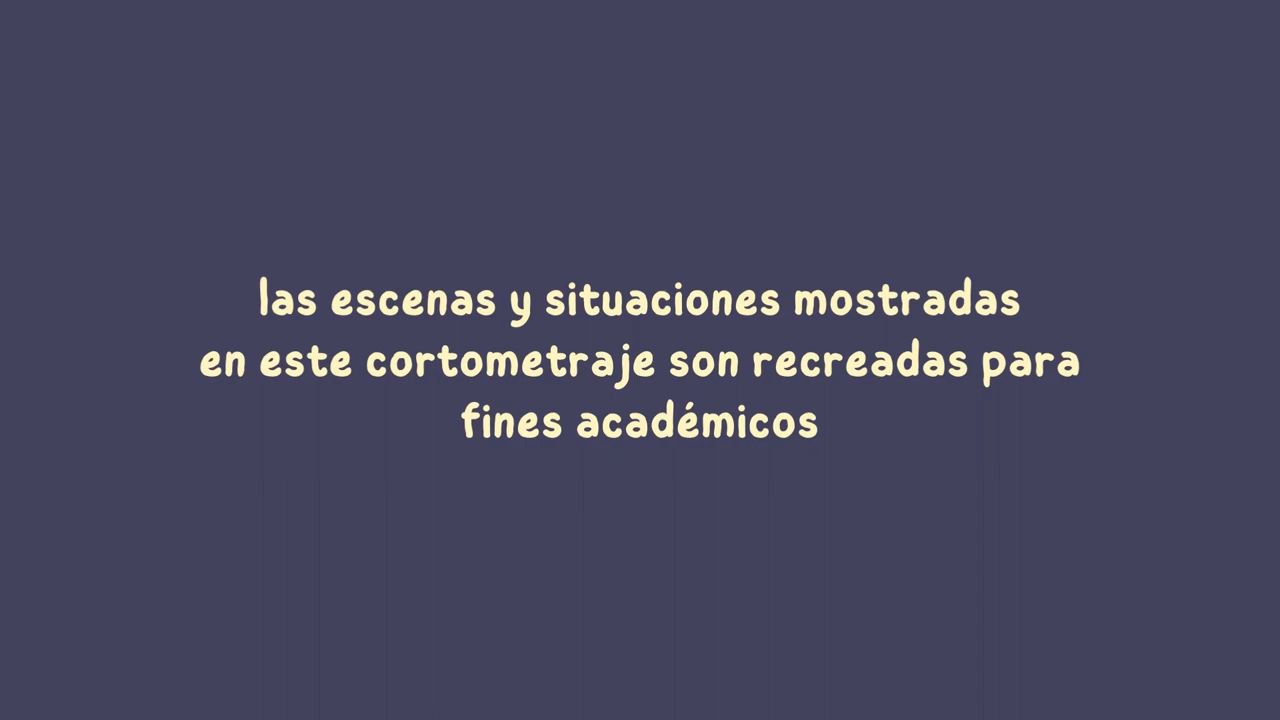 las escenas y situaciones mostradas
en este cortometraje son recreadas para
fines académicos